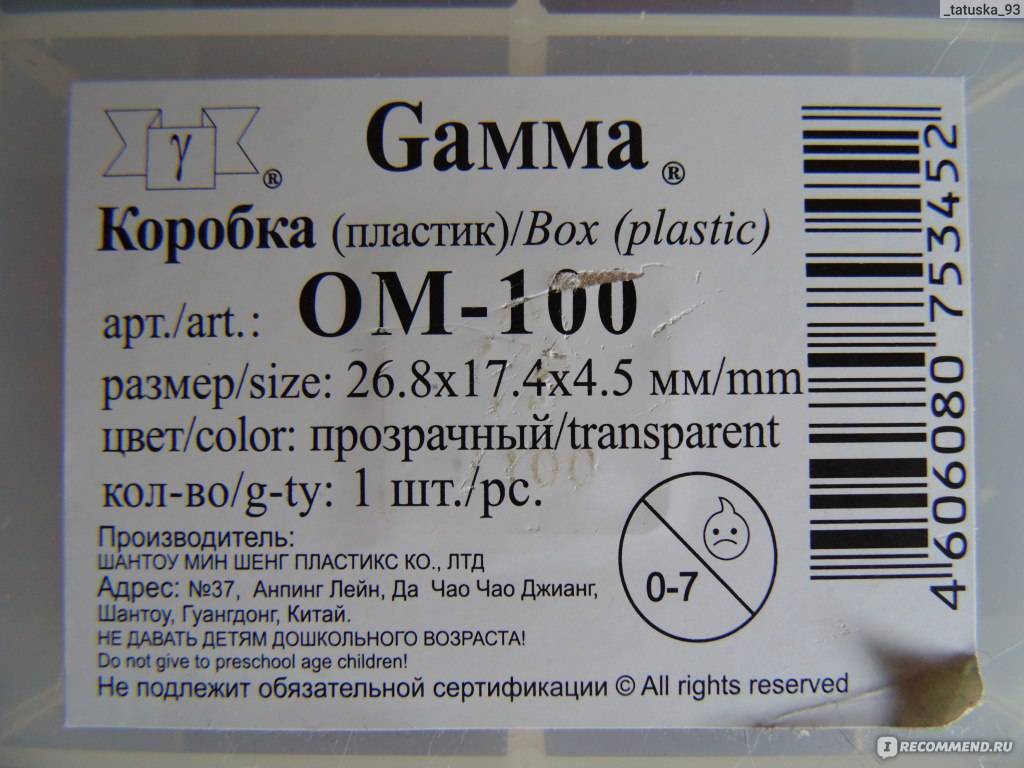 _tatuska_93
γ ®
Gамма ®
Коробка (пластик)/Box (plastic)
арт./art.: OM-100
размер/size: 26.8x17.4x4.5 мм/mm
цвет/color: прозрачный/transparent
кол-во/g-ty: 1 шт./pc.
Производитель:
ШАНТОУ МИН ШЕНГ ПЛАСТИКС КО., ЛТД
Адрес: №37, Анпинг Лейн, Да Чао Чао Джианг,
Шантоу, Гуангдонг, Китай.
НЕ ДАВАТЬ ДЕТЯМ ДОШКОЛЬНОГО ВОЗРАСТА!
Do not give to preschool age children!
Не подлежит обязательной сертификации © All rights reserved
0-7
4606080753452
IRECOMMEND.RU